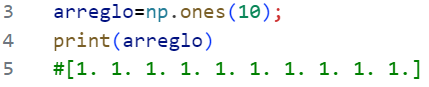 3 arreglo=np.ones(10);
4 print(arreglo)
5 #[1. 1. 1. 1. 1. 1. 1. 1. 1. 1.]